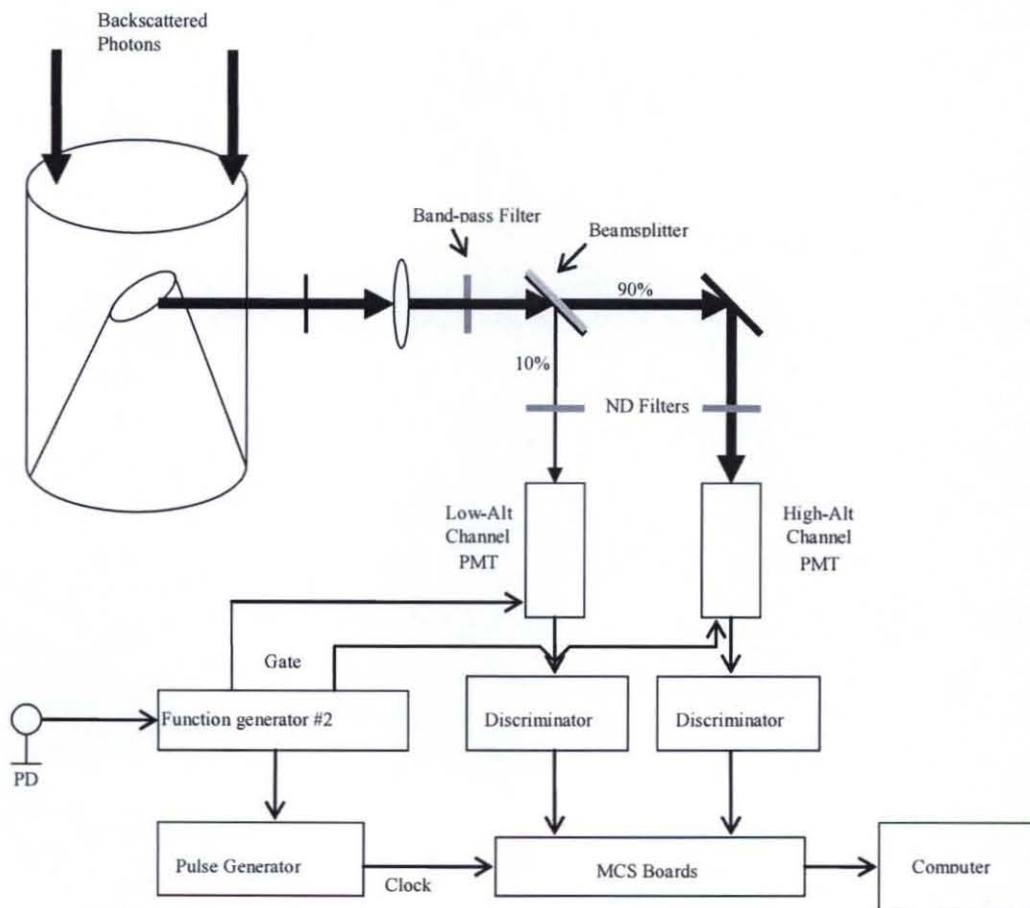 Backscattered
Photons
Band-pass Filter
Beamsplitter
90%
10%
ND Filters
Low-Alt
Channel
PMT
High-Alt
Channel
PMT
Gate
Function generator #2
Discriminator
Discriminator
PD
Pulse Generator
Clock
MCS Boards
Computer